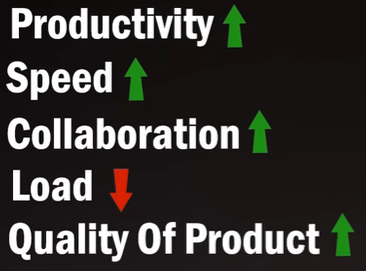 Productivity
Speed
Collaboration
Load
Quality Of Product